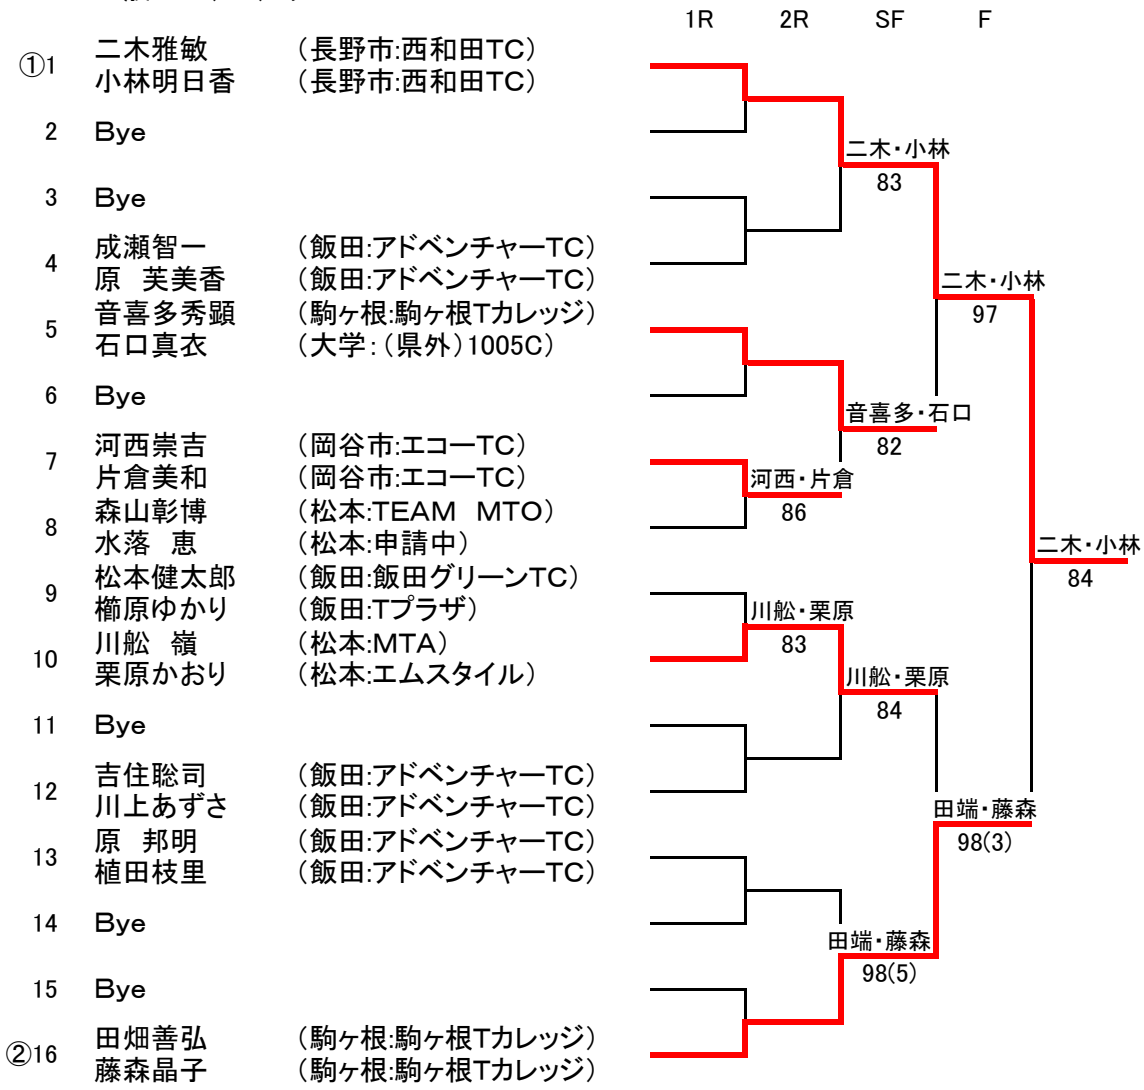 1R 2R SF F
①1 二木雅敏 (長野市:西和田TC)
小林明日香 (長野市:西和田TC)
2 Bye
二木・小林
83
3 Bye
4 成瀬智一 (飯田:アドベンチャーTC)
原 芙美香 (飯田:アドベンチャーTC)
二木・小林
97
5 音喜多秀顕 (駒ヶ根:駒ヶ根Tカレッジ)
石口真衣 (大学:(県外)1005C)
6 Bye
音喜多・石口
82
7 河西崇吉 (岡谷市:エコーTC)
片倉美和 (岡谷市:エコーTC)
河西・片倉
86
8 森山彰博 (松本:TEAM MTO)
水落 恵 (松本:申請中)
二木・小林
84
9 松本健太郎 (飯田:飯田グリーンTC)
櫛原ゆかり (飯田:Tプラザ)
川舩・栗原
83
10 川舩 嶺 (松本:MTA)
栗原かおり (松本:エムスタイル)
川舩・栗原
84
11 Bye
12 吉住聡司 (飯田:アドベンチャーTC)
川上あずさ (飯田:アドベンチャーTC)
田端・藤森
98(3)
13 原 邦明 (飯田:アドベンチャーTC)
植田枝里 (飯田:アドベンチャーTC)
14 Bye
田端・藤森
98(5)
15 Bye
②16 田畑善弘 (駒ヶ根:駒ヶ根Tカレッジ)
藤森晶子 (駒ヶ根:駒ヶ根Tカレッジ)